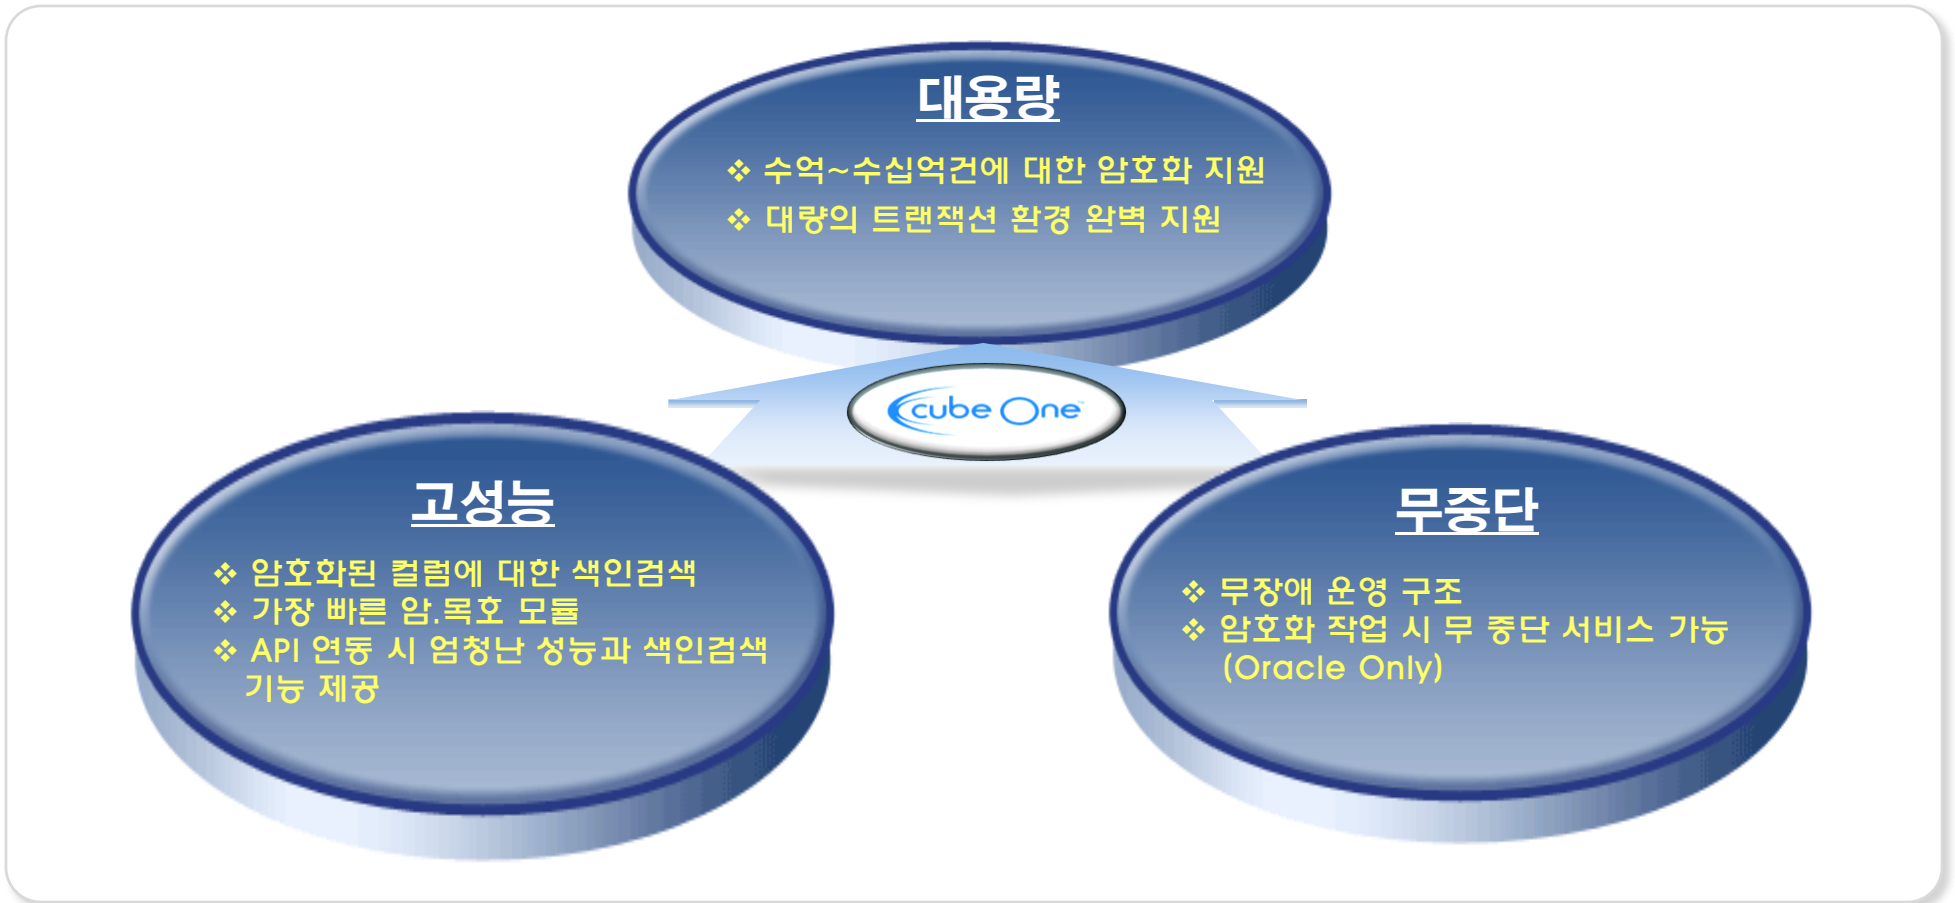 대용량
❖ 수억~수십억건에 대한 암호화 지원
❖ 대량의 트랜잭션 환경 완벽 지원
cube One™
고성능
❖ 암호화된 컬럼에 대한 색인검색
❖ 가장 빠른 암.복호 모듈
❖ API 연동 시 엄청난 성능과 색인검색
기능 제공
무중단
❖ 무장애 운영 구조
❖ 암호화 작업 시 무 중단 서비스 가능
(Oracle Only)